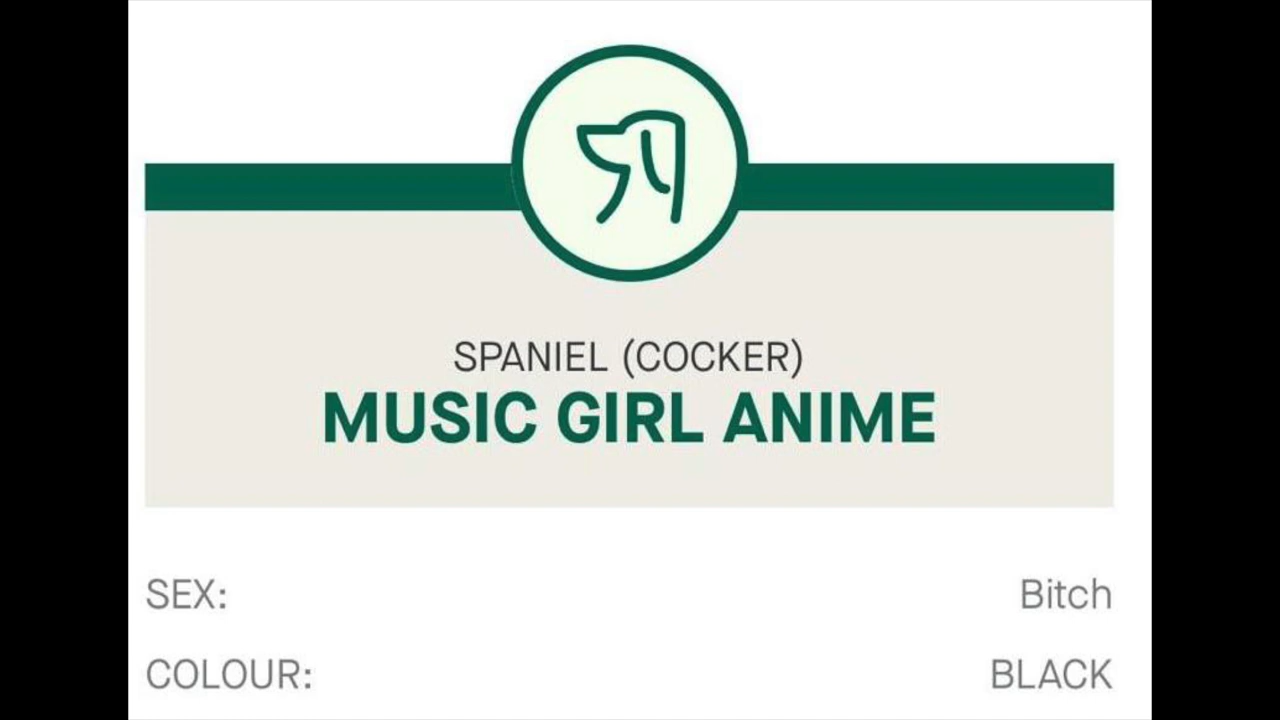 SPANIEL (COCKER)
MUSIC GIRL ANIME
SEX: Bitch
COLOUR: BLACK